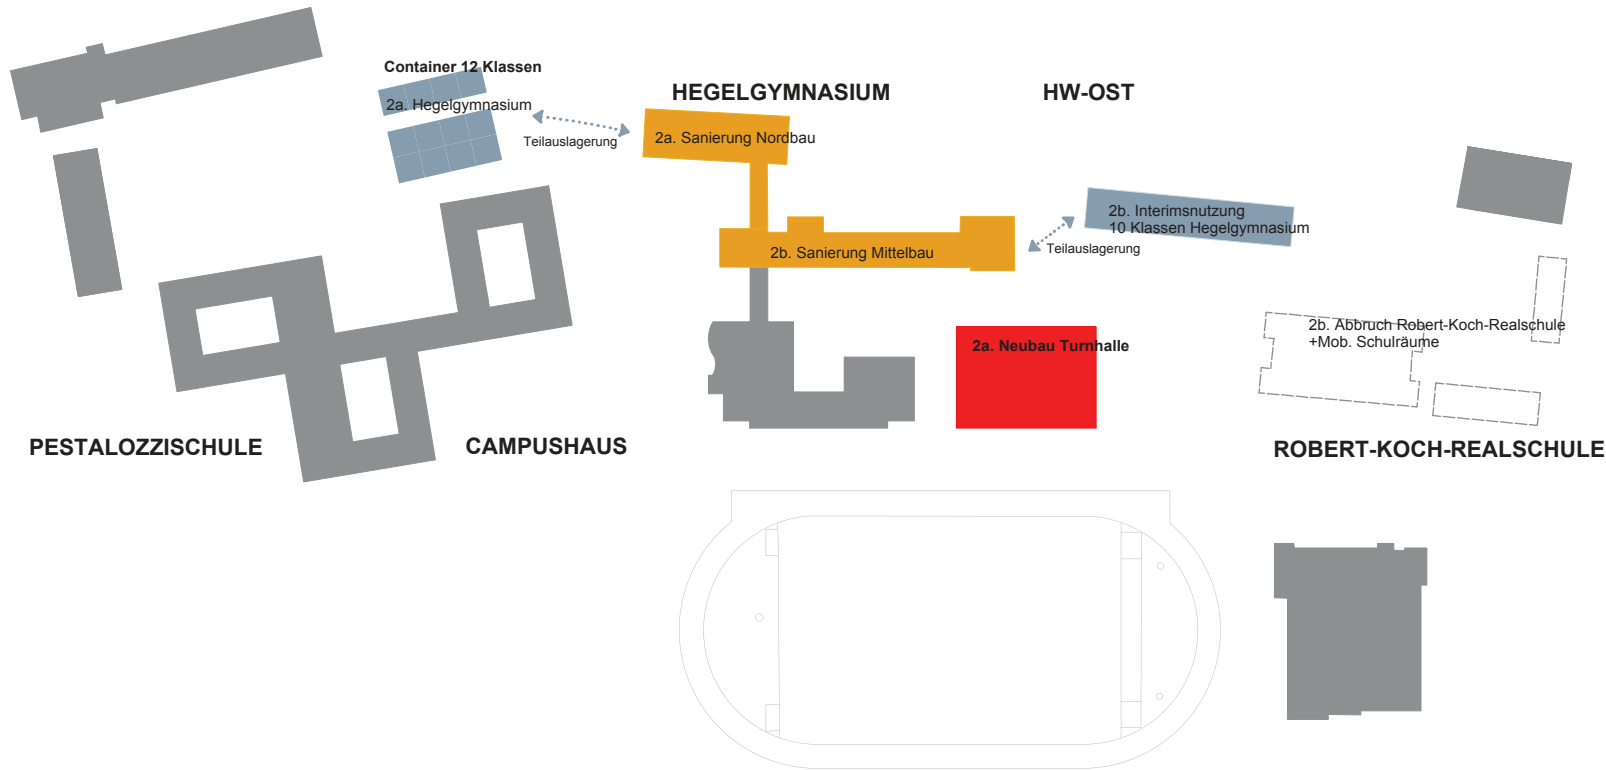 Container 12 Klassen
2a. Hegelgymnasium
Teilauslagerung
HEGELGYMNASIUM
2a. Sanierung Nordbau
HW-OST
2b. Interimsnutzung
10 Klassen Hegelgymnasium
Teilauslagerung
2b. Sanierung Mittelbau
2a. Neubau Turnhalle
2b. Abbruch Robert-Koch-Realschule
+Mob. Schulräume
PESTALOZZISCHULE
CAMPUSHAUS
ROBERT-KOCH-REALSCHULE